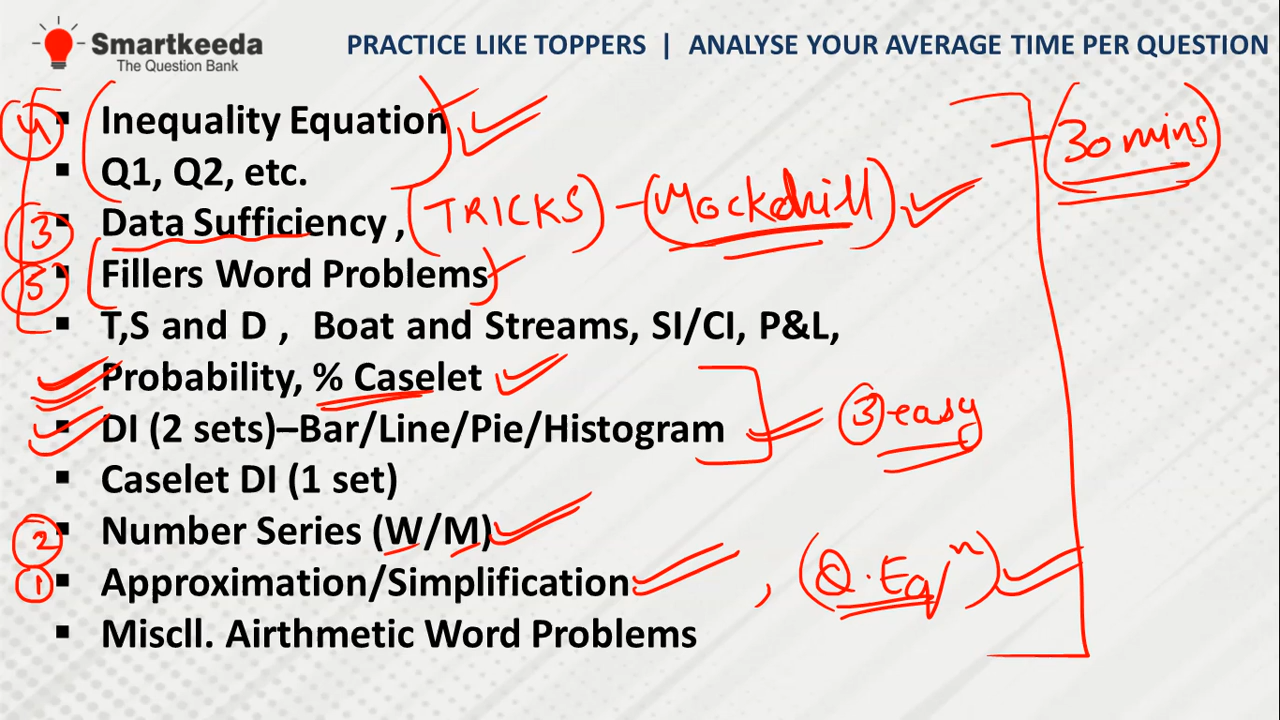 Smartkeeda
The Question Bank
PRACTICE LIKE TOPPERS | ANALYSE YOUR AVERAGE TIME PER QUESTION
4 ▪ Inequality Equation
30 mins
▪ Q1, Q2, etc.
3 ▪ Data Sufficiency , (TRICKS) - (Mockdrill)
3 ▪ Fillers Word Problems
▪ T,S and D , Boat and Streams, SI/CI, P&L,
Probability, % Caselet
3 easy
▪ DI (2 sets)–Bar/Line/Pie/Histogram
▪ Caselet DI (1 set)
2 ▪ Number Series (W/M)
1 ▪ Approximation/Simplification , (Q.Eqⁿ)
▪ Miscll. Airthmetic Word Problems